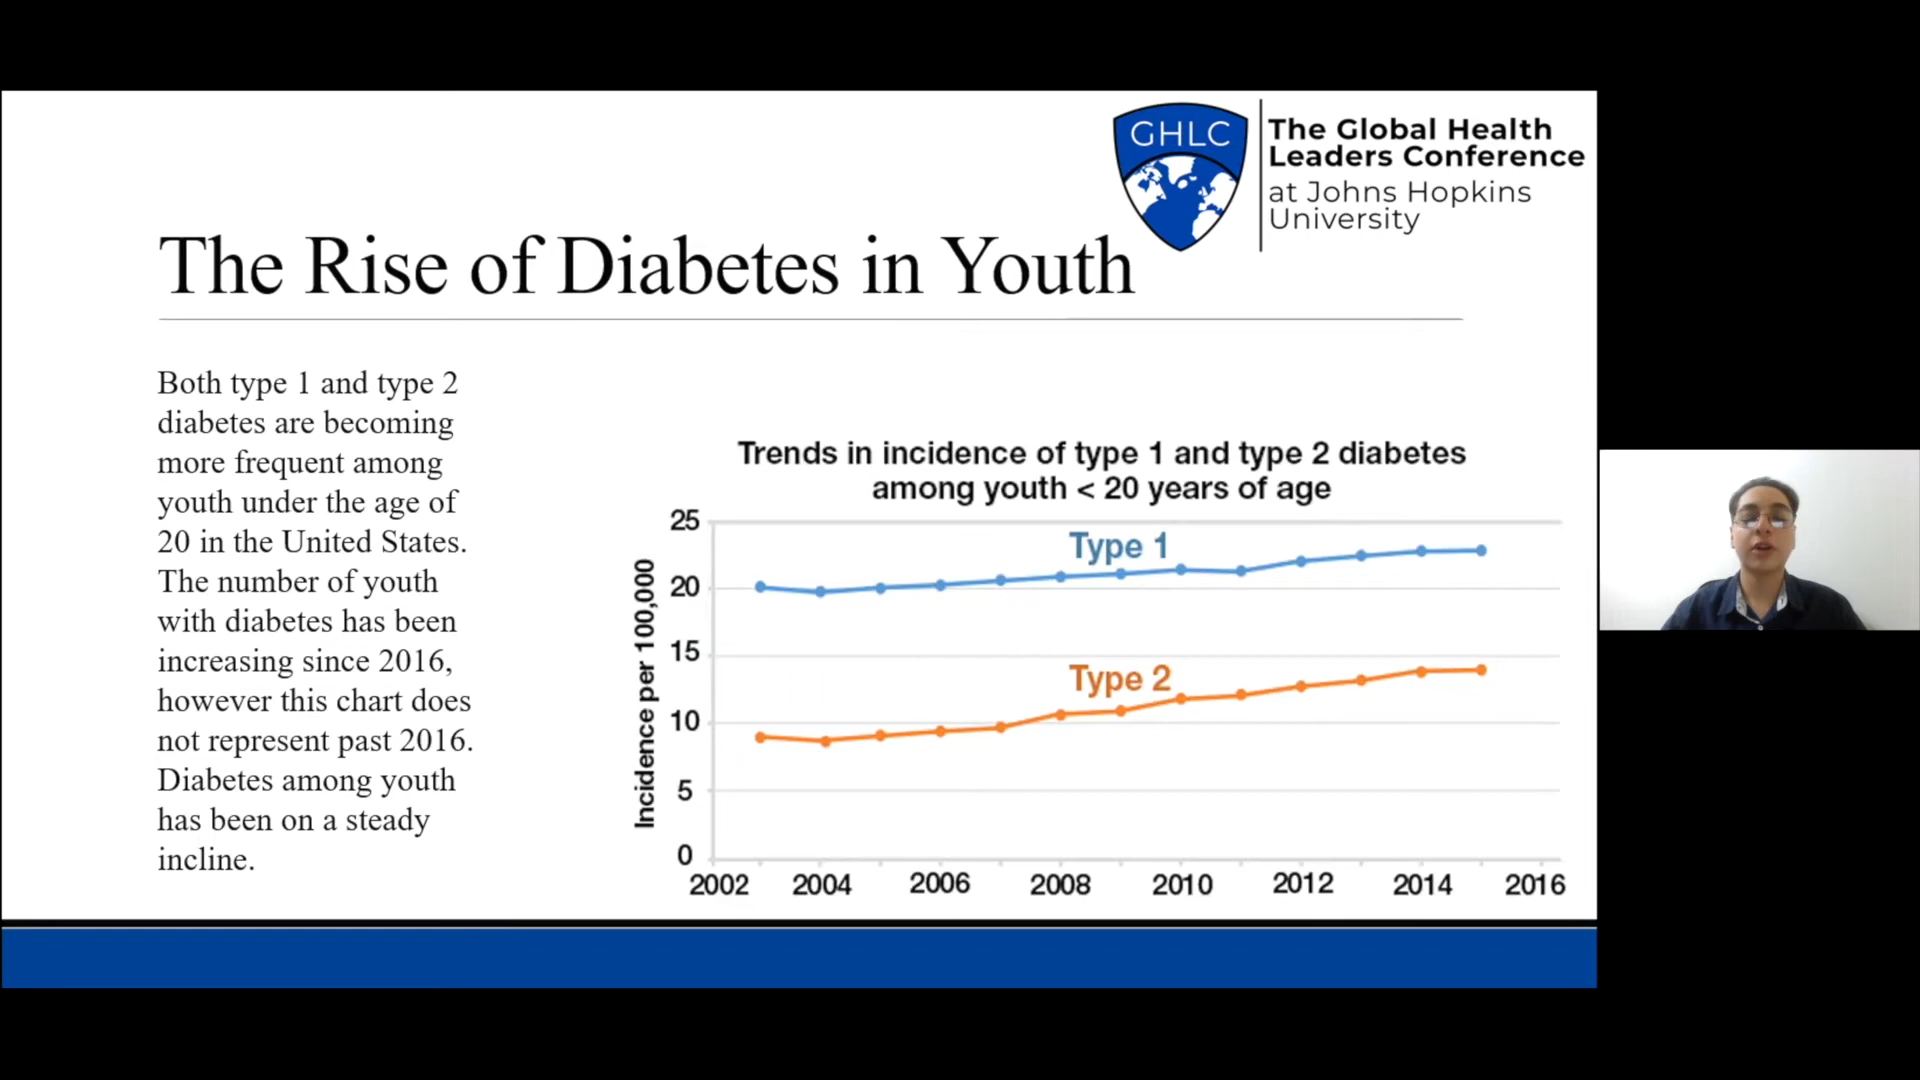 GHLC
The Global Health
Leaders Conference
at Johns Hopkins
University
The Rise of Diabetes in Youth
Both type 1 and type 2
diabetes are becoming
more frequent among
youth under the age of
20 in the United States.
The number of youth
with diabetes has been
increasing since 2016,
however this chart does
not represent past 2016.
Diabetes among youth
has been on a steady
incline.
Trends in incidence of type 1 and type 2 diabetes
among youth < 20 years of age
Incidence per 100,000
25
20
15
10
5
0
Type 1
Type 2
2002 2004 2006 2008 2010 2012 2014 2016